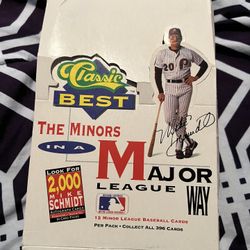 Classic
BEST
20
THE MINORS
IN A
MAJOR
LEAGUE
WAY
LOOK FOR
2,000
MIKE
SCHMIDT
12 MINOR LEAGUE BASEBALL CARDS
PER PACK • COLLECT ALL 396 CARDS